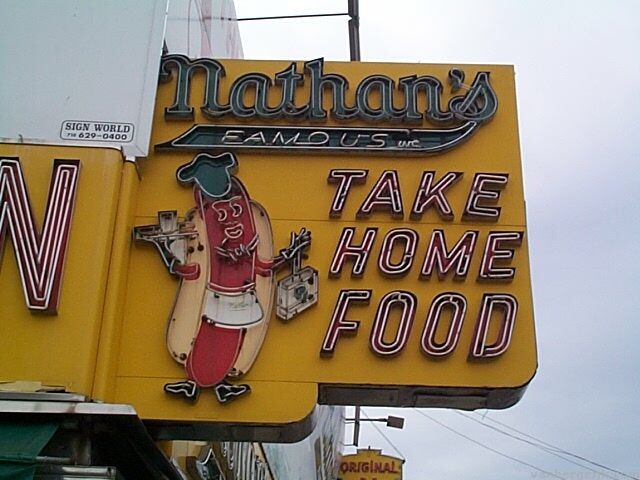 Nathan's
FAMOUS INC.
SIGN WORLD
718 629-0400
N
TAKE
HOME
FOOD
ORIGINAL